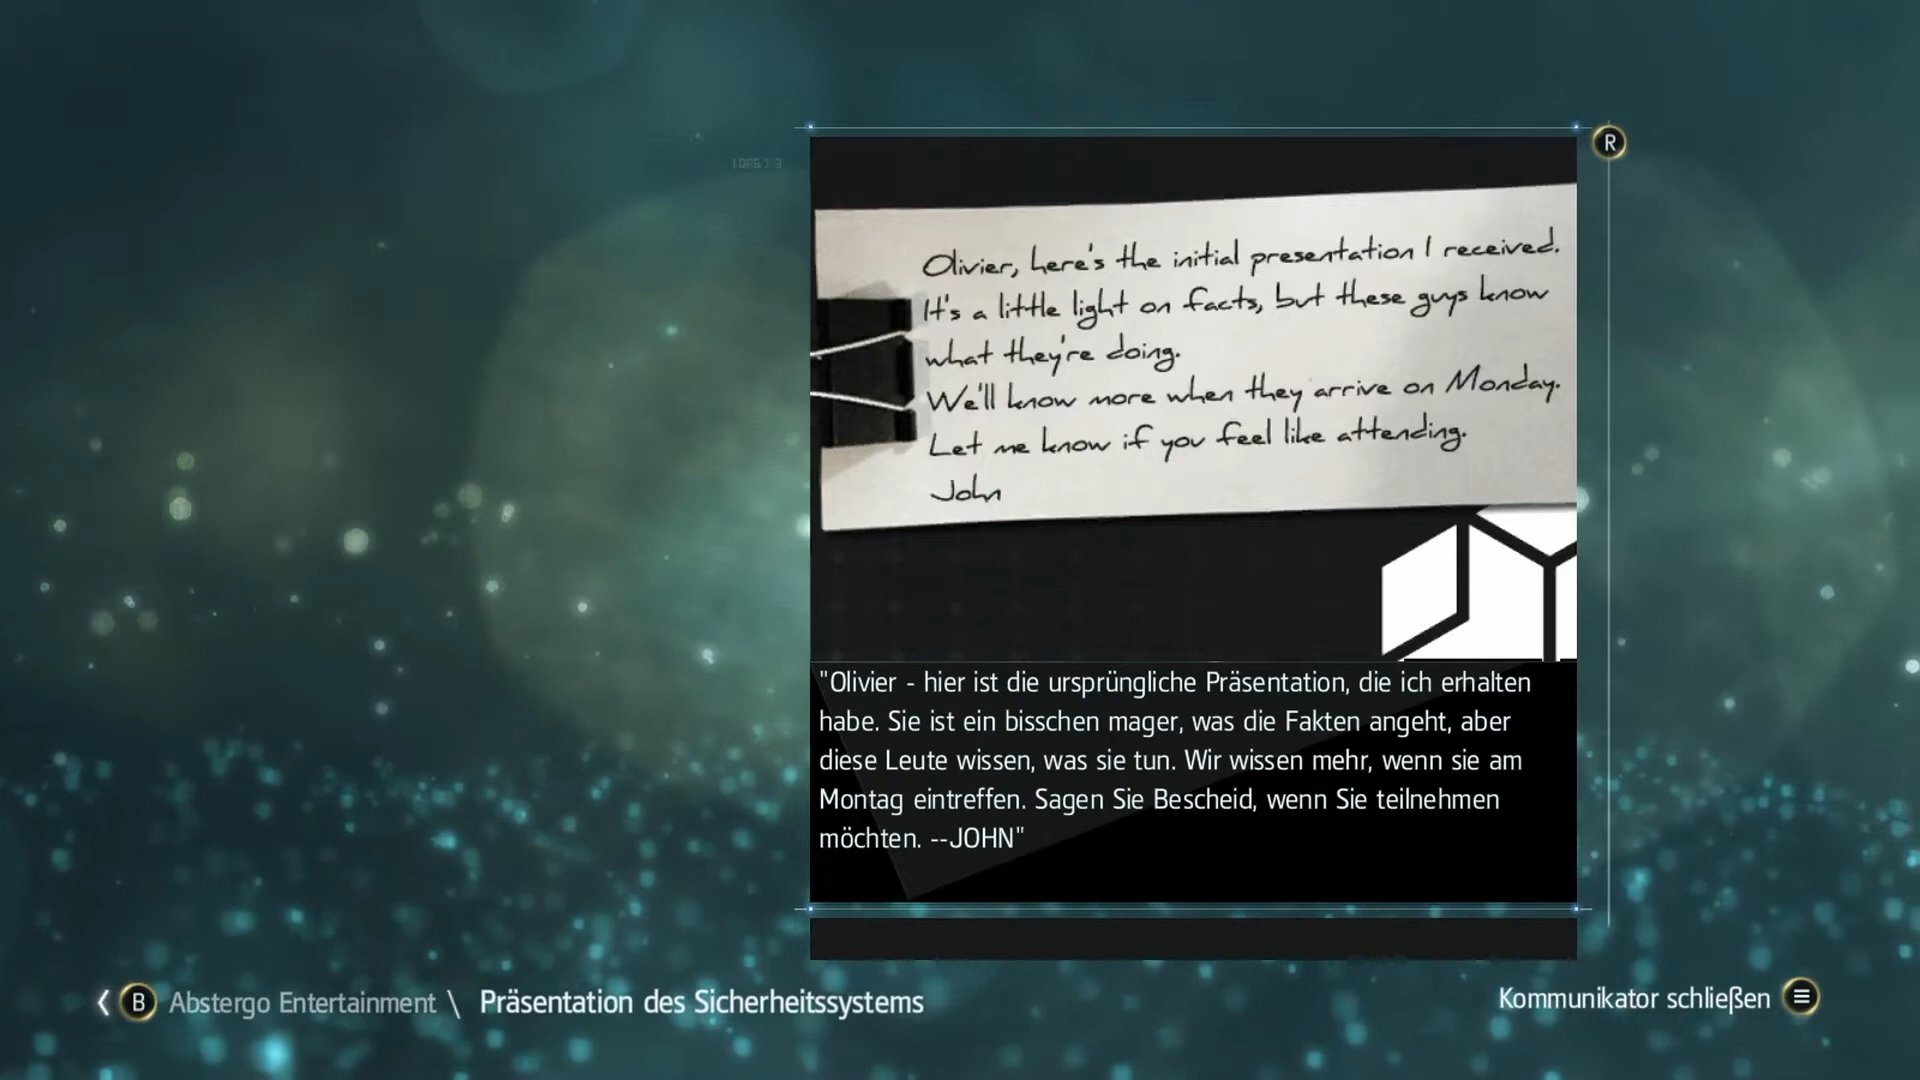 R
Olivier, here's the initial presentation I received.
It's a little light on facts, but these guys know
what they're doing.
We'll know more when they arrive on Monday.
Let me know if you feel like attending.
John
"Olivier - hier ist die ursprüngliche Präsentation, die ich erhalten
habe. Sie ist ein bisschen mager, was die Fakten angeht, aber
diese Leute wissen, was sie tun. Wir wissen mehr, wenn sie am
Montag eintreffen. Sagen Sie Bescheid, wenn Sie teilnehmen
möchten. --JOHN"
B Abstergo Entertainment \ Präsentation des Sicherheitssystems
Kommunikator schließen